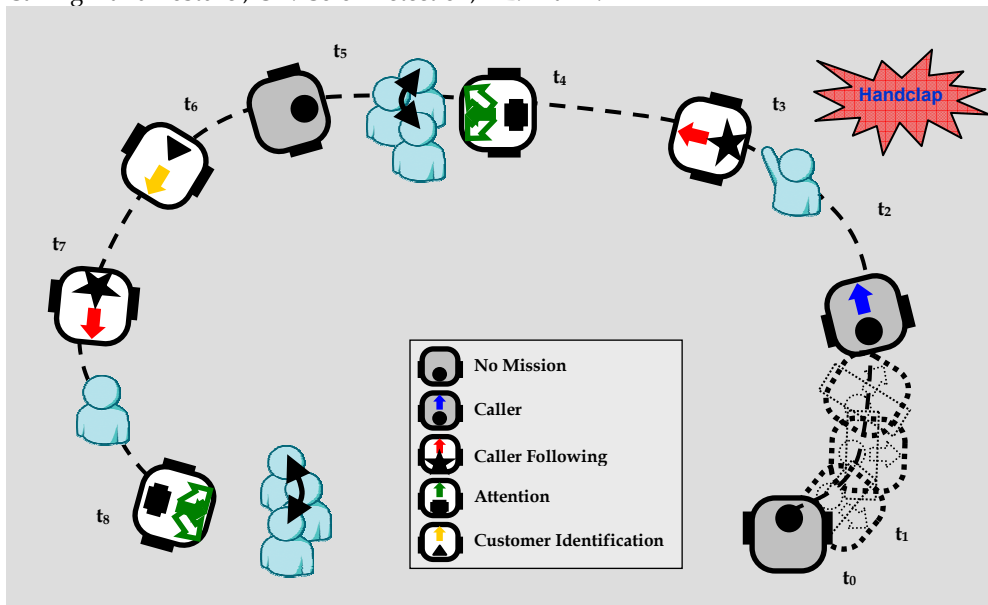 t5
t4
t6
t3
Handclap
t2
t7
No Mission
Caller
Caller Following
Attention
t8
t1
Customer Identification
t0